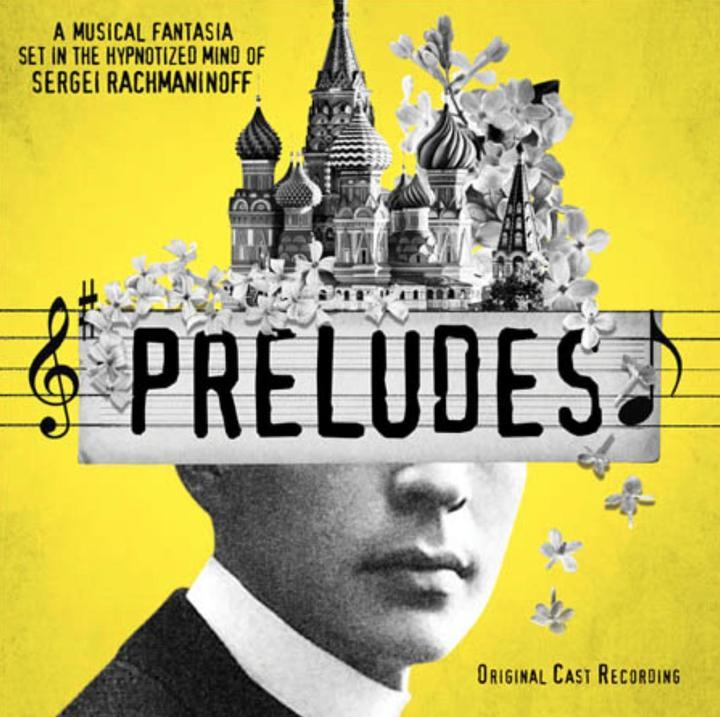 A MUSICAL FANTASIA
SET IN THE HYPNOTIZED MIND OF
SERGEI RACHMANINOFF
PRELUDES
ORIGINAL CAST RECORDING